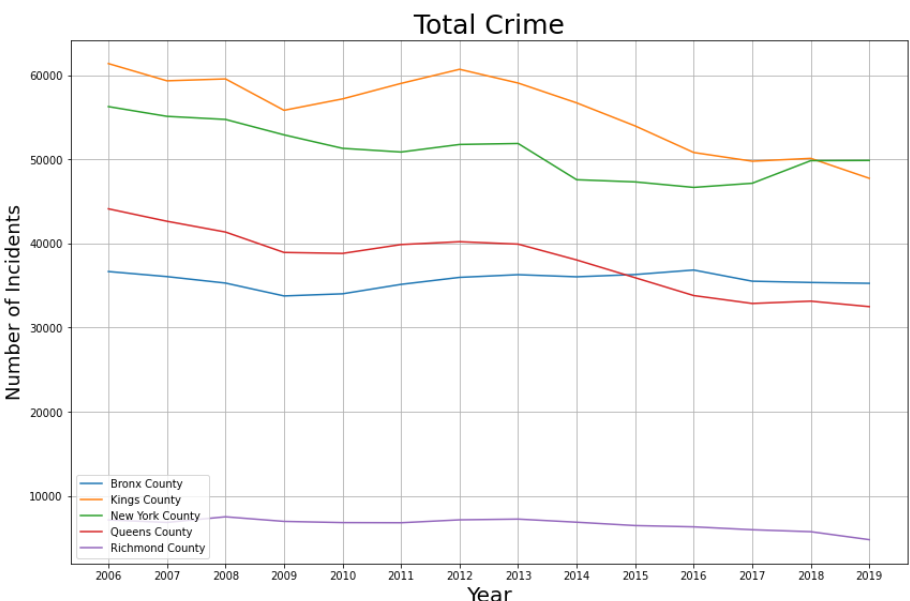 Total Crime
Number of Incidents
60000
50000
40000
30000
20000
10000
Bronx County
Kings County
New York County
Queens County
Richmond County
2006 2007 2008 2009 2010 2011 2012 2013 2014 2015 2016 2017 2018 2019
Year